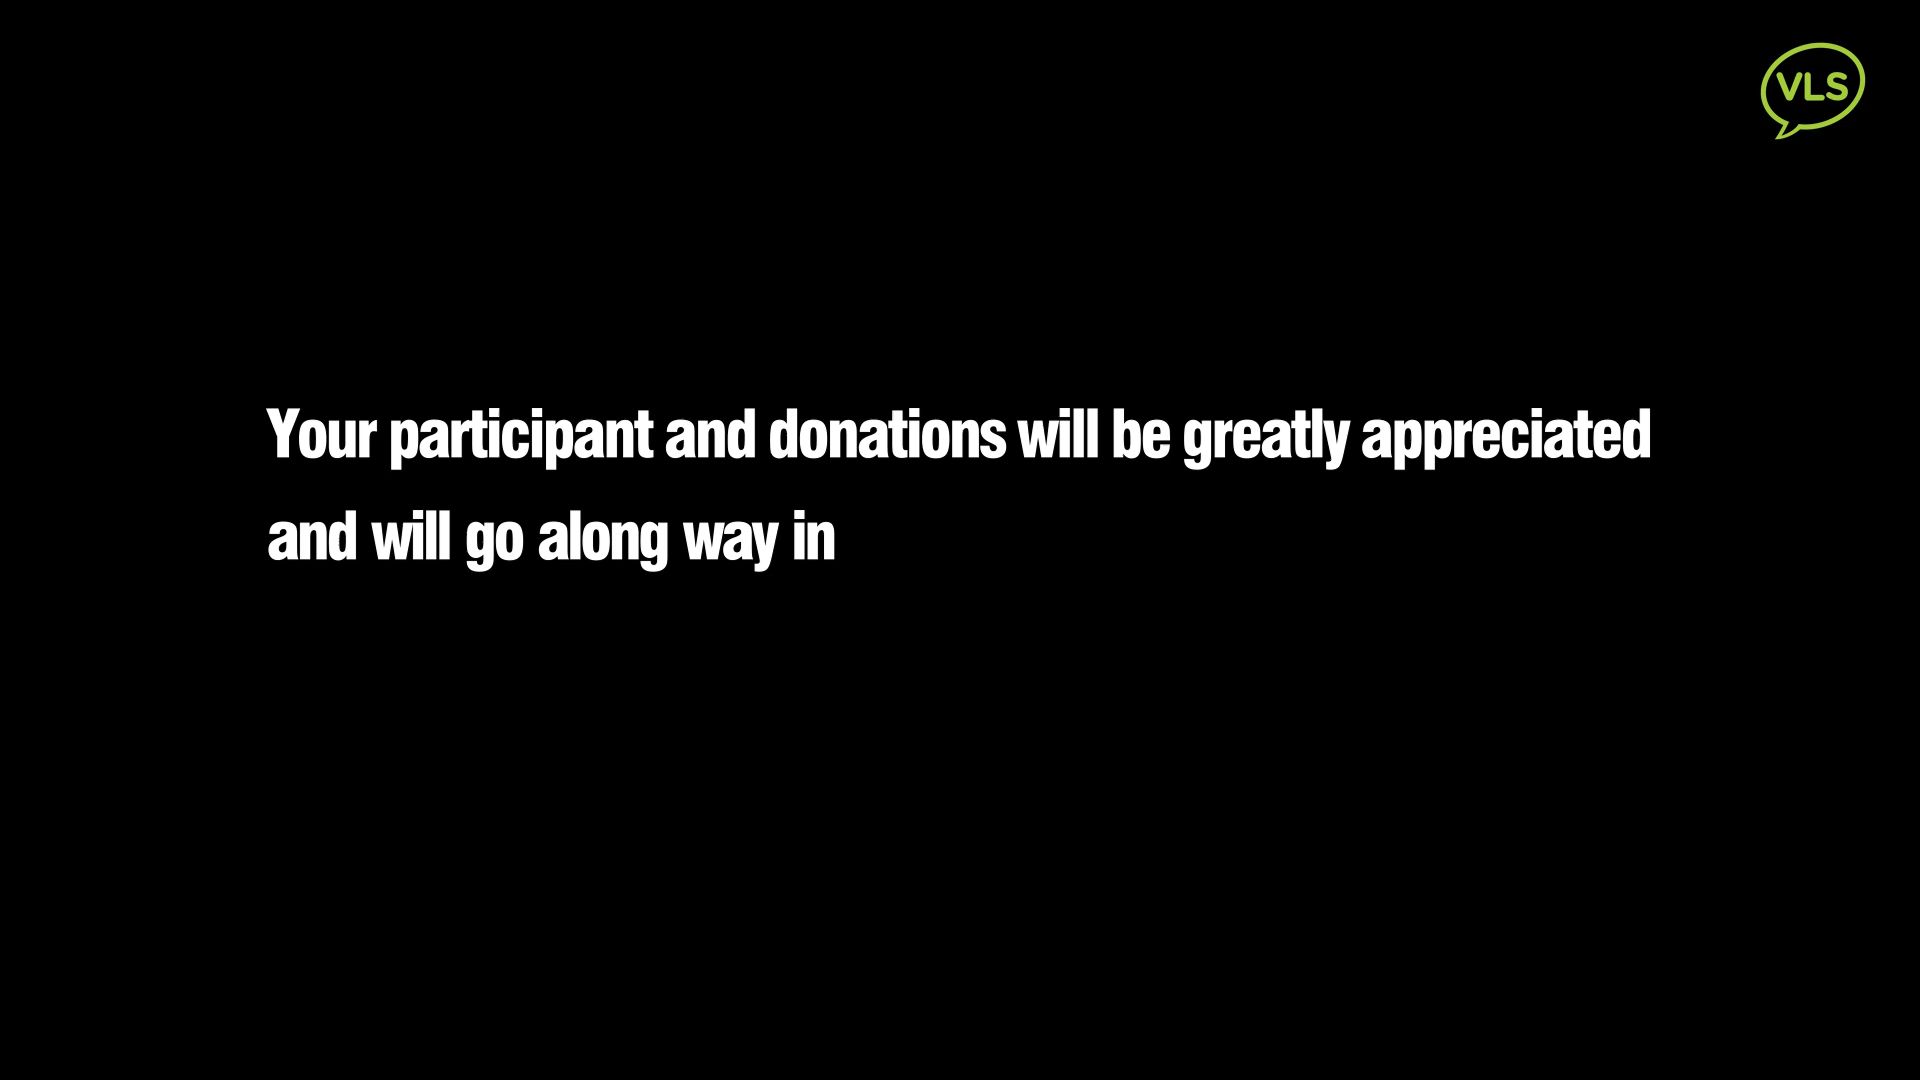 VLS
Your participant and donations will be greatly appreciated
and will go along way in